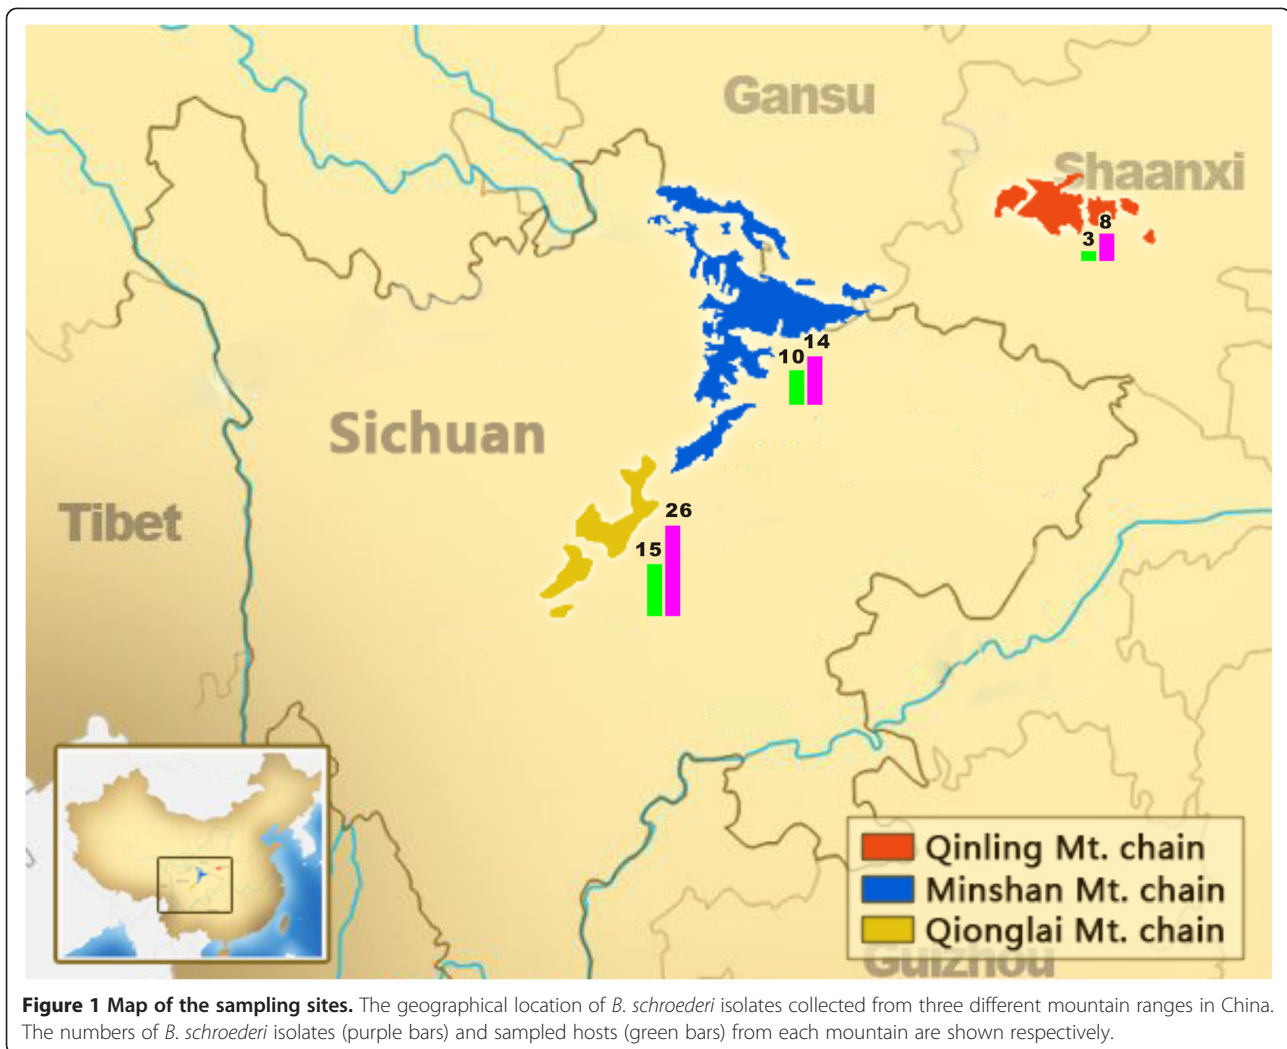 Gansu
Shaanxi
3 8
10 14
Sichuan
Tibet
15 26
Qinling Mt. chain
Minshan Mt. chain
Qionglai Mt. chain
Guizhou
Figure 1 Map of the sampling sites. The geographical location of B. schroederi isolates collected from three different mountain ranges in China.
The numbers of B. schroederi isolates (purple bars) and sampled hosts (green bars) from each mountain are shown respectively.